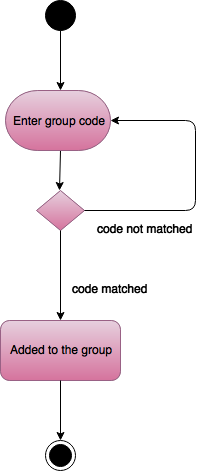 Enter group code
code not matched
code matched
Added to the group